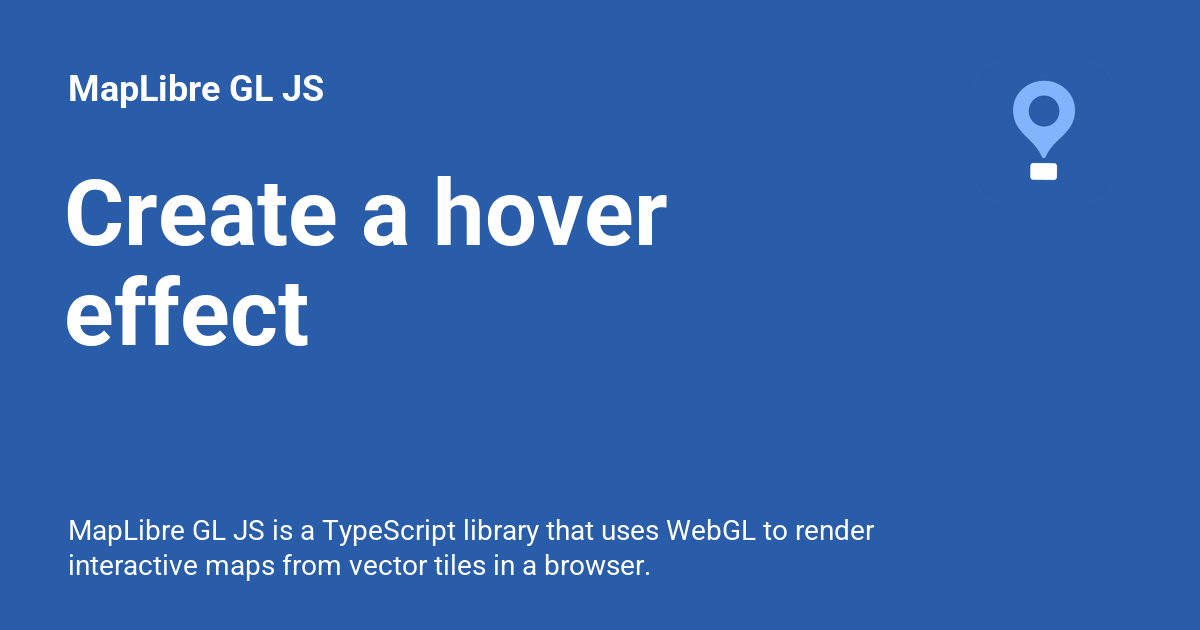 MapLibre GL JS
Create a hover
effect
MapLibre GL JS is a TypeScript library that uses WebGL to render
interactive maps from vector tiles in a browser.